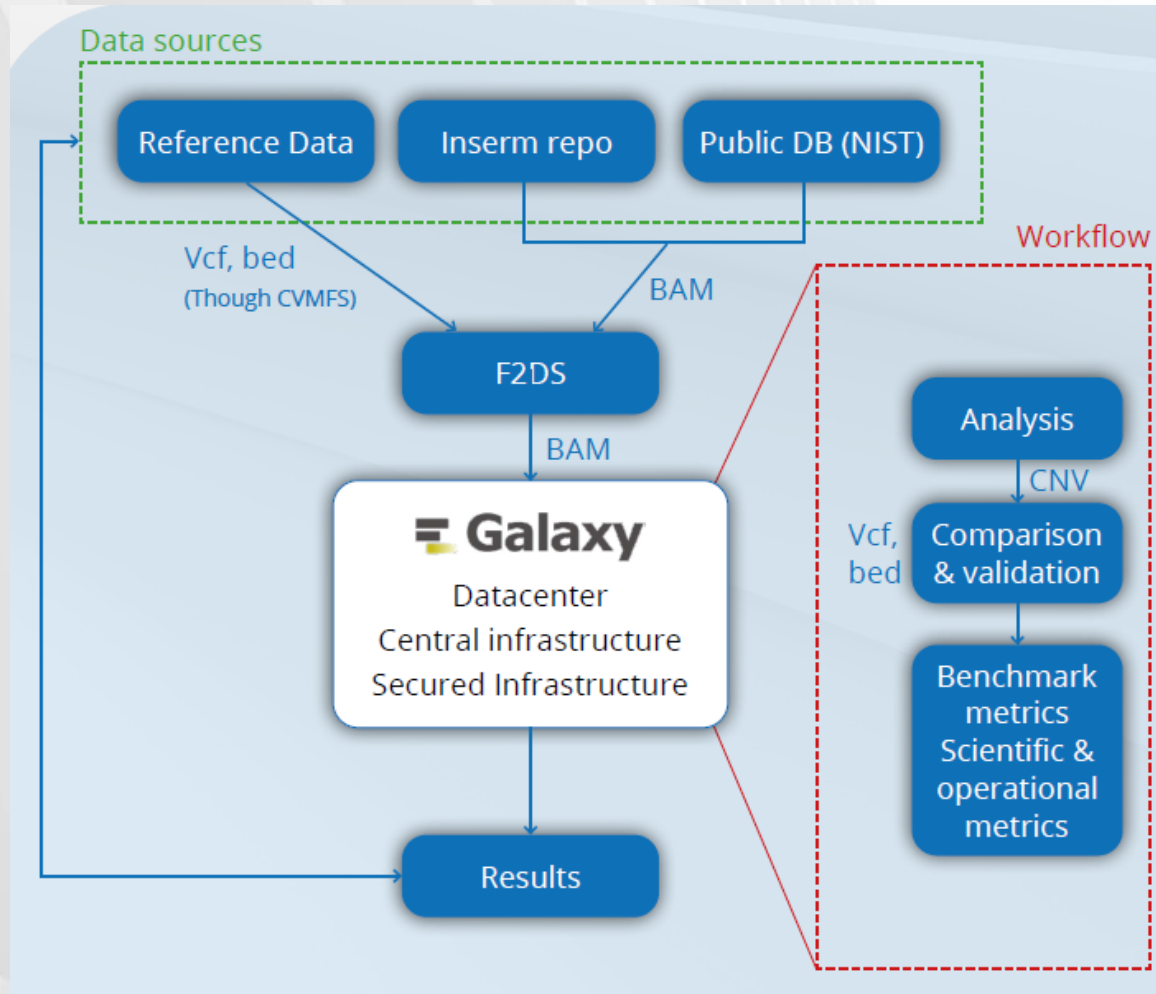 Data sources
Reference Data
Inserm repo
Public DB (NIST)
Workflow
Vcf, bed
(Though CVMFS)
BAM
F2DS
BAM
Galaxy
Datacenter
Central infrastructure
Secured Infrastructure
Results
Analysis
CNV
Vcf,
bed
Comparison
& validation
Benchmark
metrics
Scientific &
operational
metrics